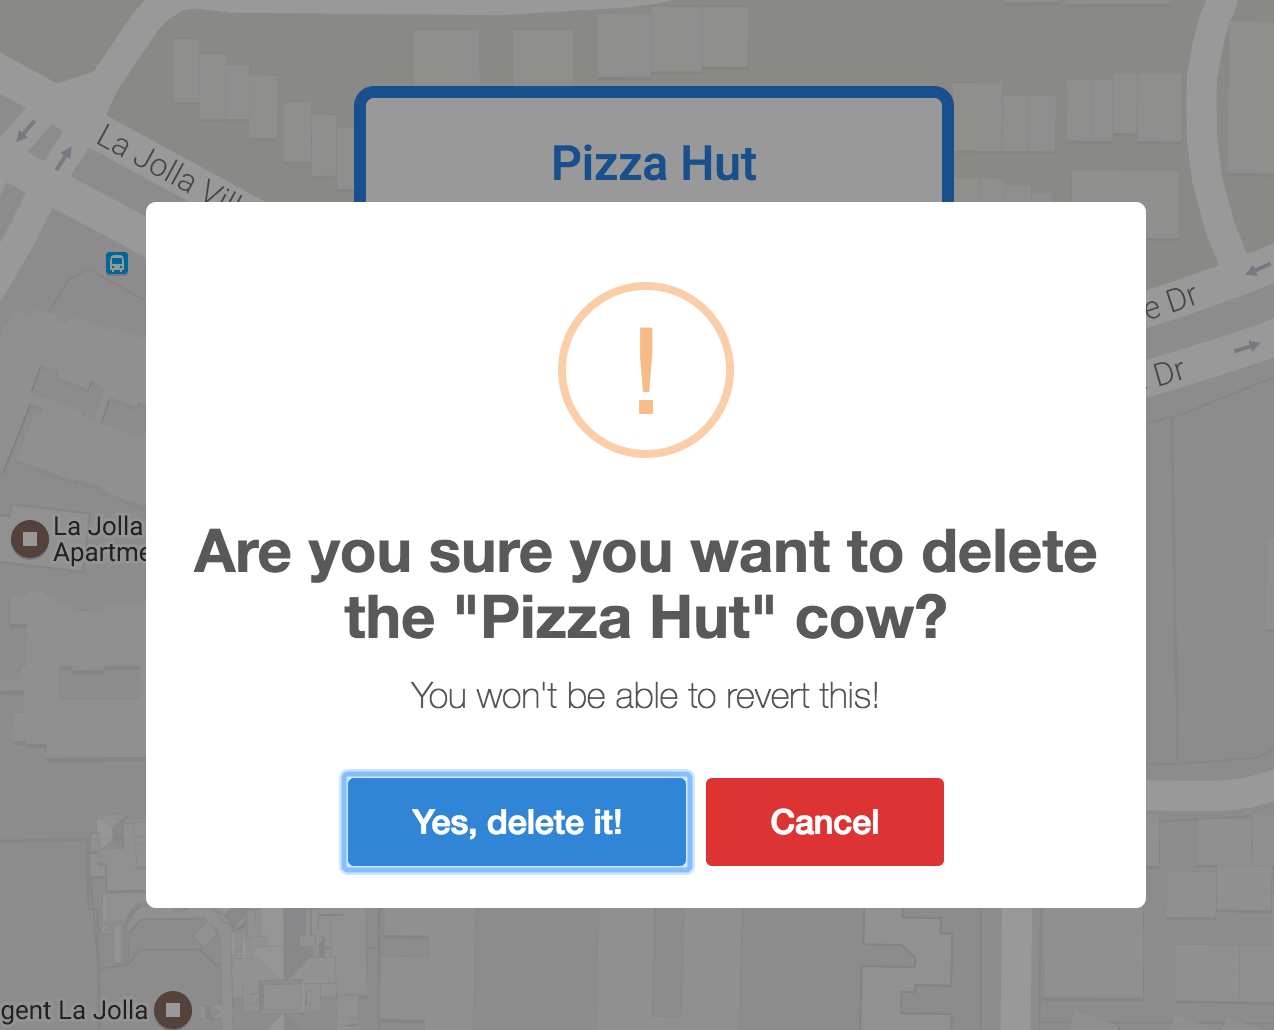 La Jolla Vill
Pizza Hut
e Dr
Dr
!
La Jolla
Apartme
Are you sure you want to delete
the "Pizza Hut" cow?
You won't be able to revert this!
Yes, delete it!
Cancel
gent La Jolla